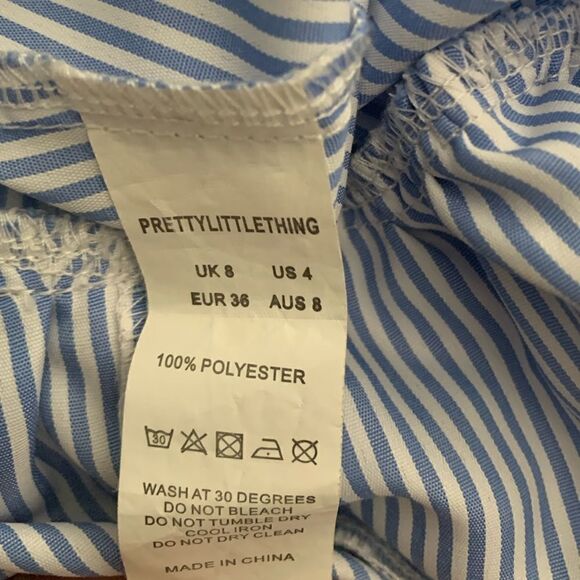 PRETTYLITTLETHING
UK 8 US 4
EUR 36 AUS 8
100% POLYESTER
30
WASH AT 30 DEGREES
DO NOT BLEACH
DO NOT TUMBLE DRY
COOL IRON
DO NOT DRY CLEAN
MADE IN CHINA